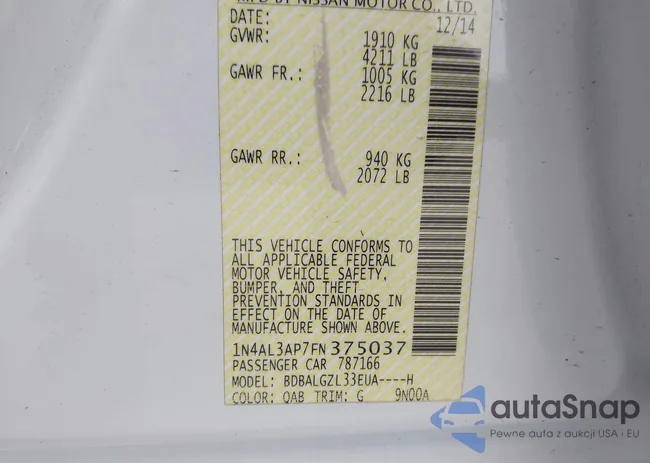 MFD BY NISSAN MOTOR CO., LTD.
DATE: 12/14
GVWR: 1910 KG
4211 LB
GAWR FR.: 1005 KG
2216 LB
GAWR RR.: 940 KG
2072 LB
THIS VEHICLE CONFORMS TO
ALL APPLICABLE FEDERAL
MOTOR VEHICLE SAFETY,
BUMPER, AND THEFT
PREVENTION STANDARDS IN
EFFECT ON THE DATE OF
MANUFACTURE SHOWN ABOVE.
1N4AL3AP7FN375037
PASSENGER CAR 787166
MODEL: BDBALGZL33EUA----H
COLOR: QAB TRIM: G 9N00A
autaSnap
Pewne auta z aukcji USA i EU